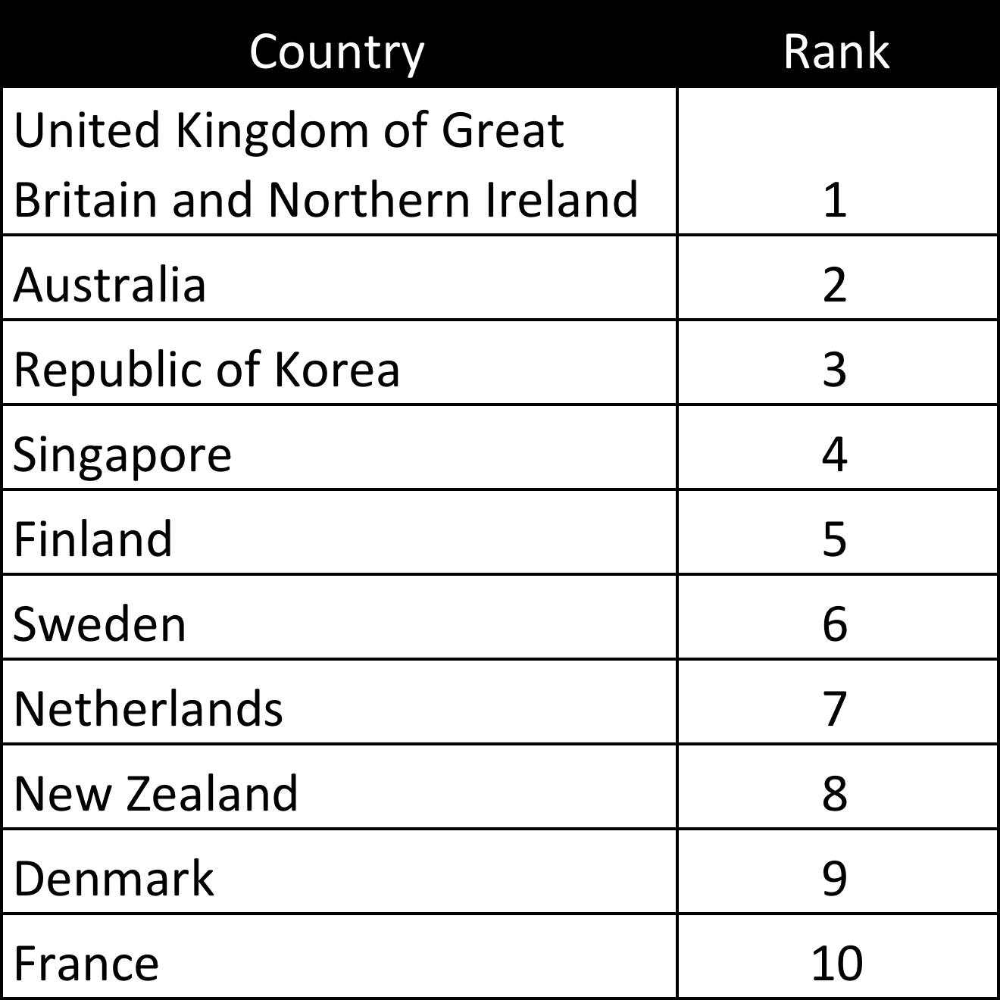 Country Rank
United Kingdom of Great
Britain and Northern Ireland 1
Australia 2
Republic of Korea 3
Singapore 4
Finland 5
Sweden 6
Netherlands 7
New Zealand 8
Denmark 9
France 10